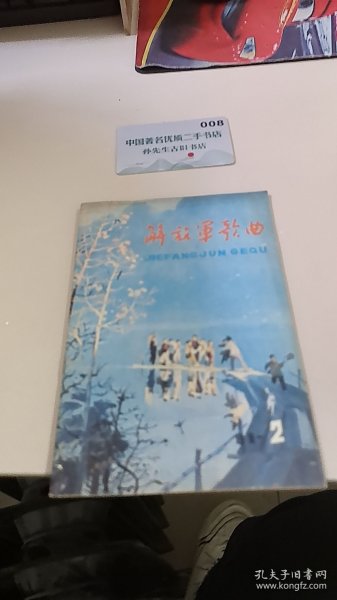 008
中国著名优质二手书店
孙先生古旧书店
解放军歌曲
JIEFANGJUN GEQU
2
孔夫子旧书网
www.kongfz.com